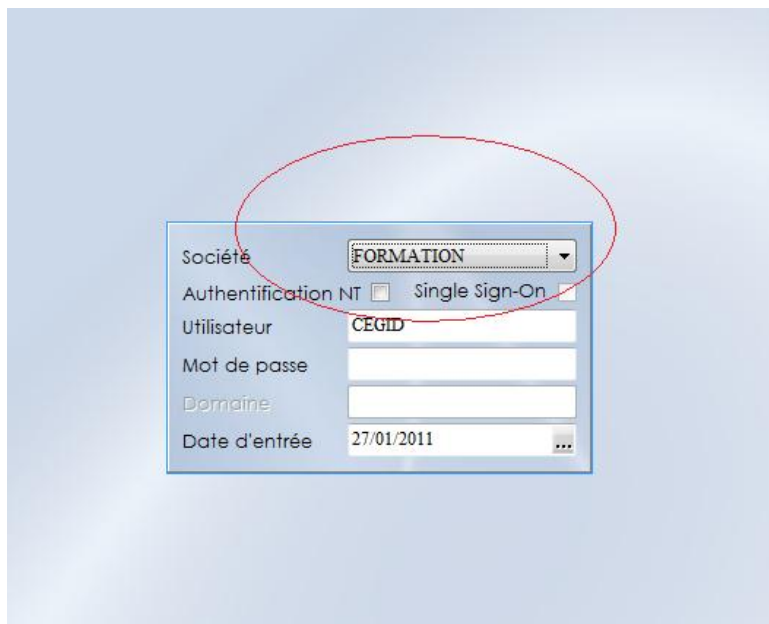 Société FORMATION
Authentification NT Single Sign-On
Utilisateur CEGID
Mot de passe
Domaine
Date d'entrée 27/01/2011 ...